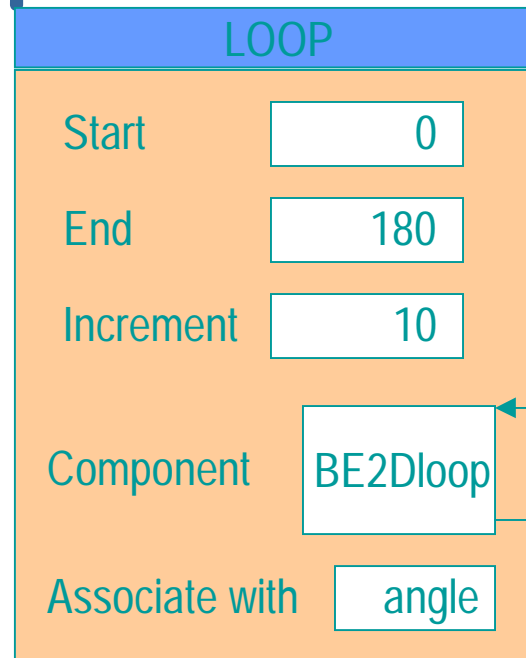 LOOP
Start 0
End 180
Increment 10
Component BE2Dloop
Associate with angle